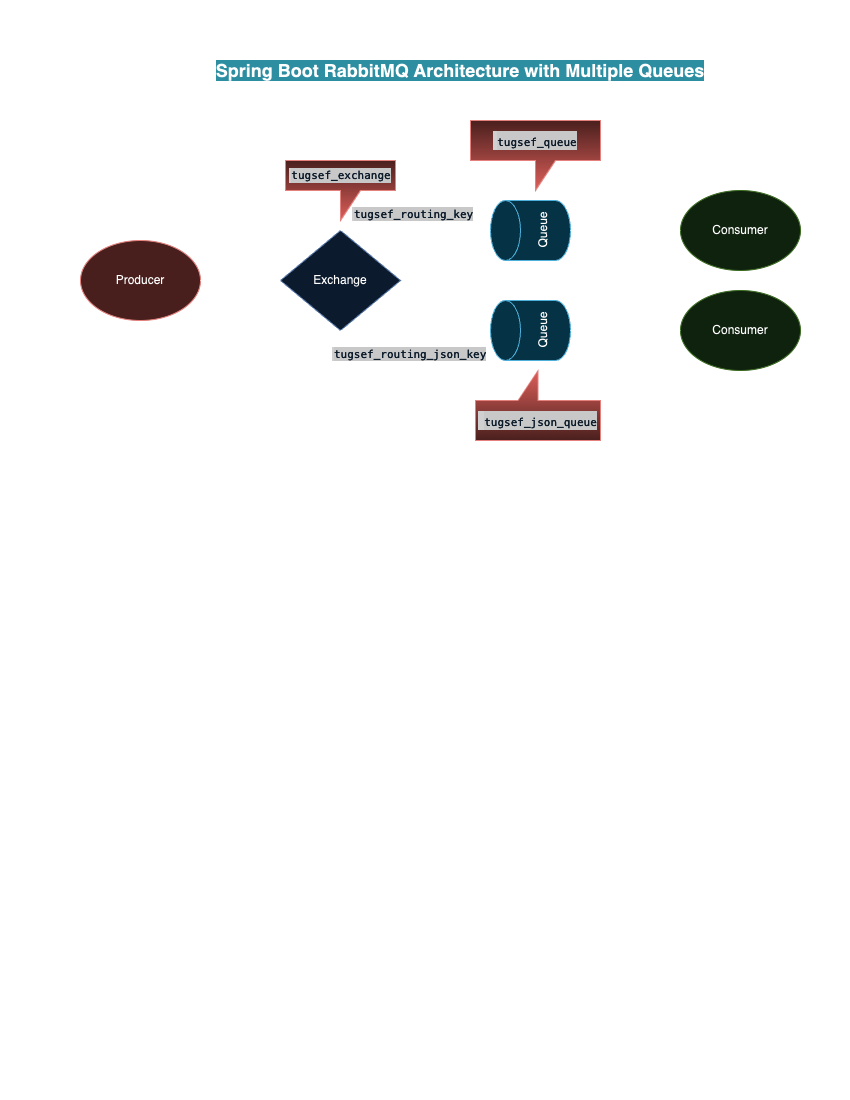 Spring Boot RabbitMQ Architecture with Multiple Queues
tugsef_queue
tugsef_exchange
tugsef_routing_key
Queue
Consumer
Producer
Exchange
Queue
Consumer
tugsef_routing_json_key
tugsef_json_queue